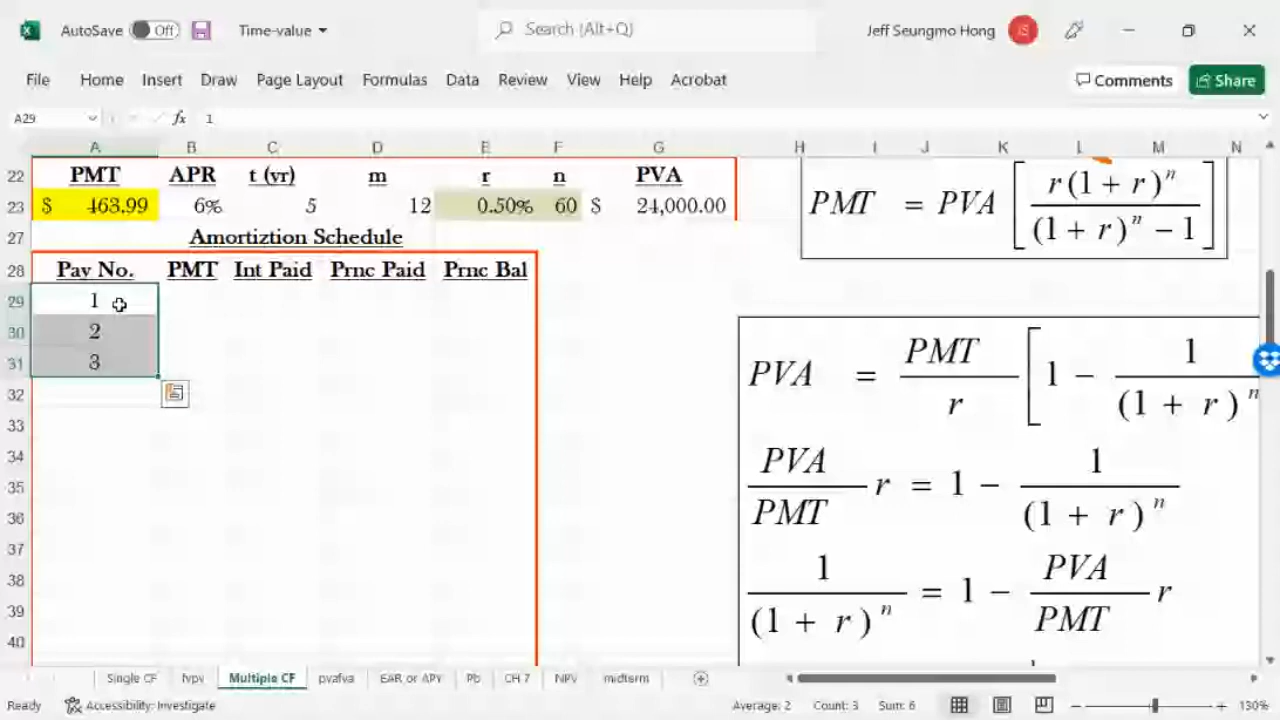 AutoSave Off Time-value Search (Alt+Q) Jeff Seungmo Hong JS
File Home Insert Draw Page Layout Formulas Data Review View Help Acrobat Comments Share
A29 fx 1
A B C D E F G H I J K L M N
22 PMT APR t (yr) m r n PVA
23 $ 463.99 6% 5 12 0.50% 60 $ 24,000.00
27 Amortiztion Schedule
28 Pay No. PMT Int Paid Prnc Paid Prnc Bal
29 1
30 2
31 3
32
33
34
35
36
37
38
39
40
PMT = PVA [ r(1 + r)^n / (1 + r)^n − 1 ]
PVA = PMT / r [ 1 − 1 / (1 + r)^n
PVA / PMT r = 1 − 1 / (1 + r)^n
1 / (1 + r)^n = 1 − PVA / PMT r
Single CF fvpv Multiple CF pvafva EAR or APY Pb CH 7 NPV midterm
Ready Accessibility: Investigate Average: 2 Count: 3 Sum: 6 130%